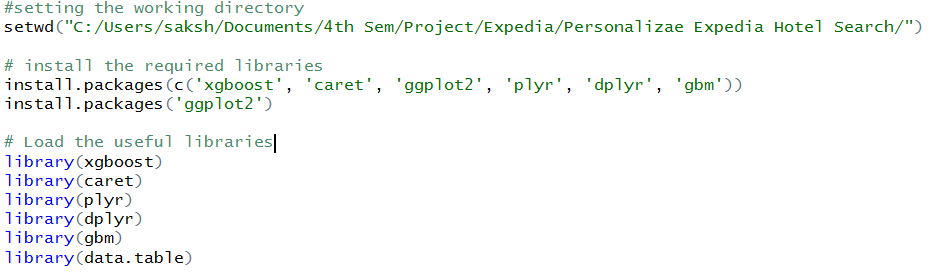 #setting the working directory
setwd("C:/Users/saksh/Documents/4th Sem/Project/Expedia/Personalizae Expedia Hotel Search/")
# install the required libraries
install.packages(c('xgboost', 'caret', 'ggplot2', 'plyr', 'dplyr', 'gbm'))
install.packages('ggplot2')
# Load the useful libraries
library(xgboost)
library(caret)
library(plyr)
library(dplyr)
library(gbm)
library(data.table)